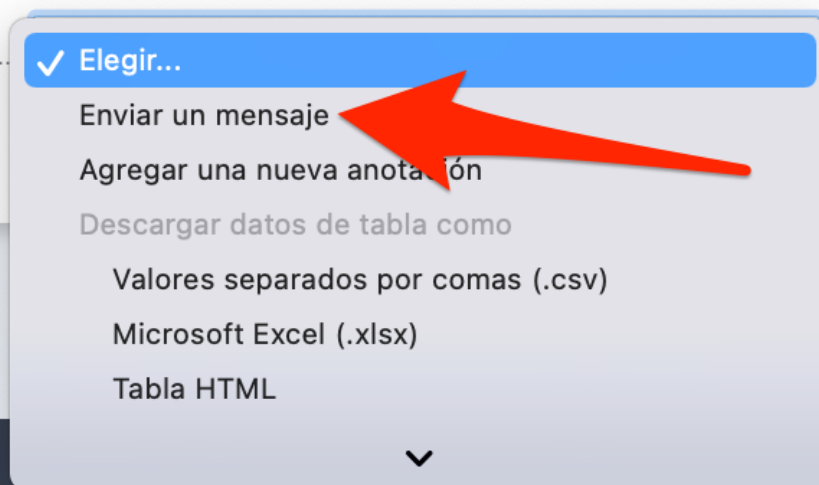 Elegir...
Enviar un mensaje
Agregar una nueva anotación
Descargar datos de tabla como
Valores separados por comas (.csv)
Microsoft Excel (.xlsx)
Tabla HTML